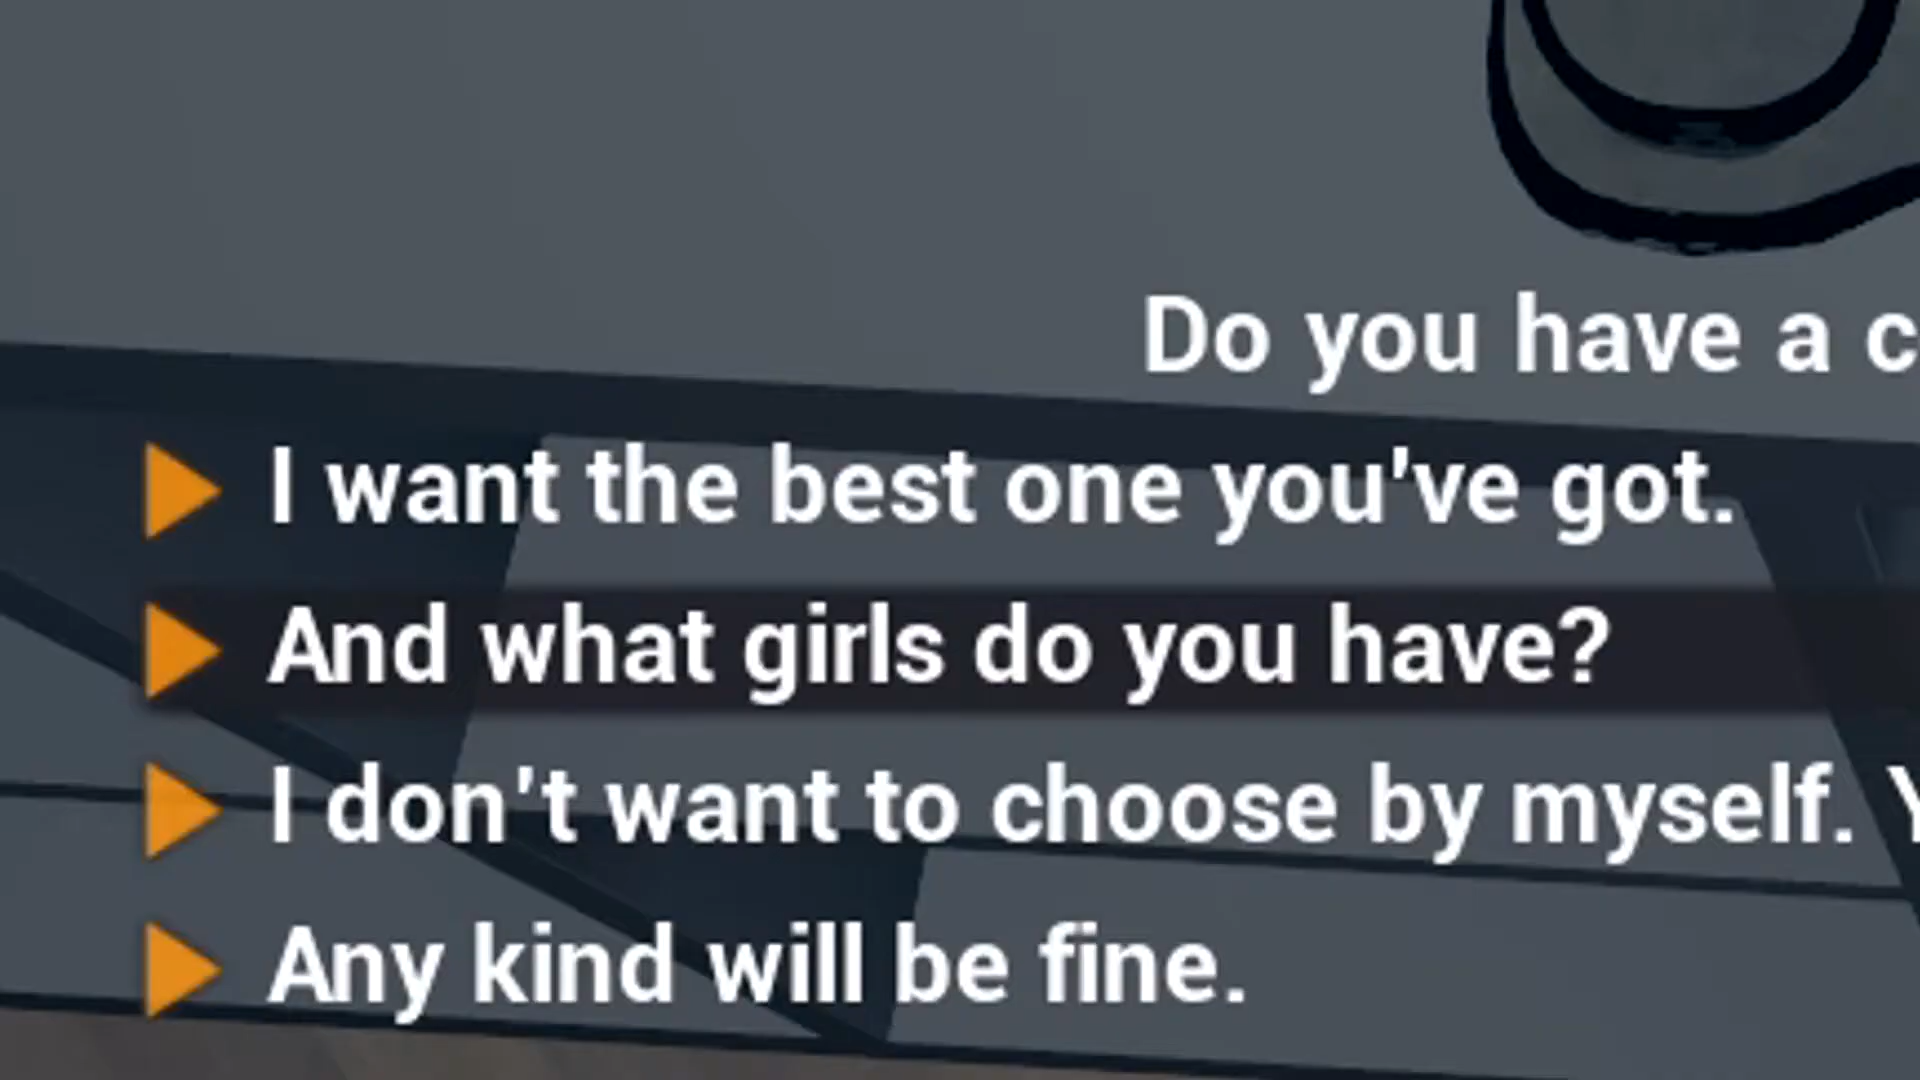 Do you have a
I want the best one you've got.
And what girls do you have?
I don't want to choose by myself.
Any kind will be fine.